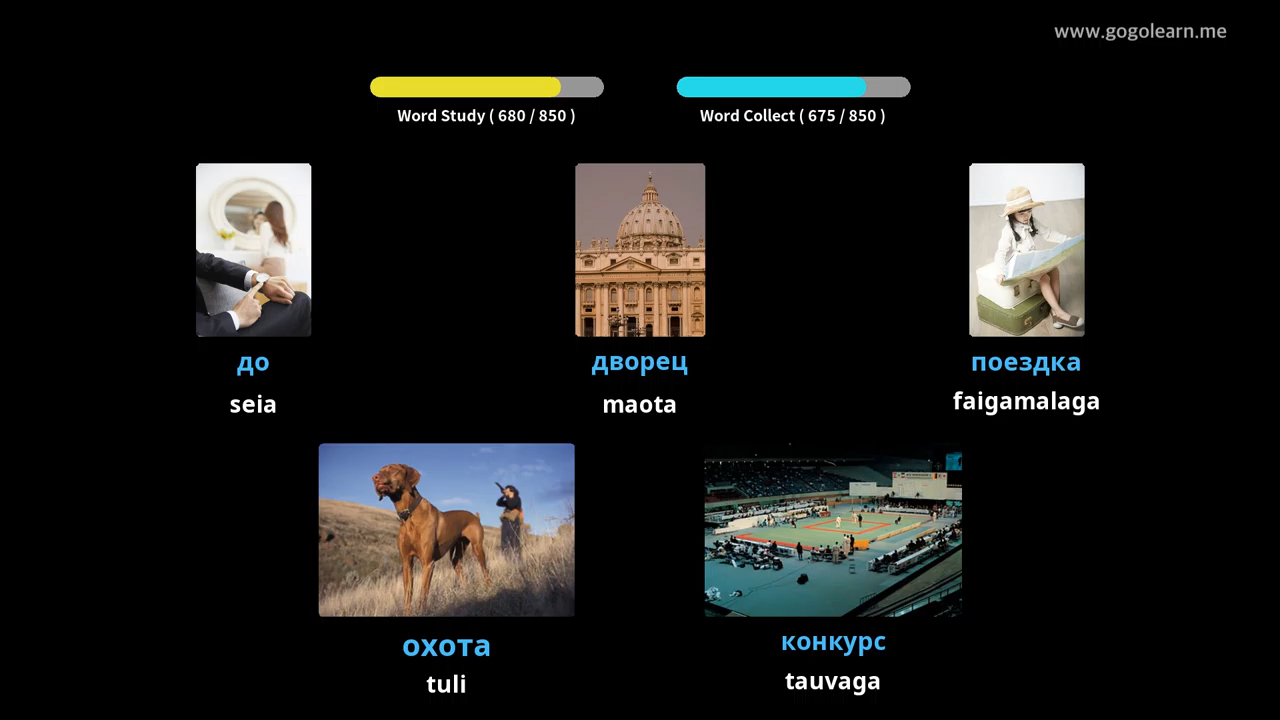 www.gogolearn.me
Word Study ( 680 / 850 )
Word Collect ( 675 / 850 )
до
дворец
поездка
seia
maota
faigamalaga
охота
конкурс
tuli
tauvaga